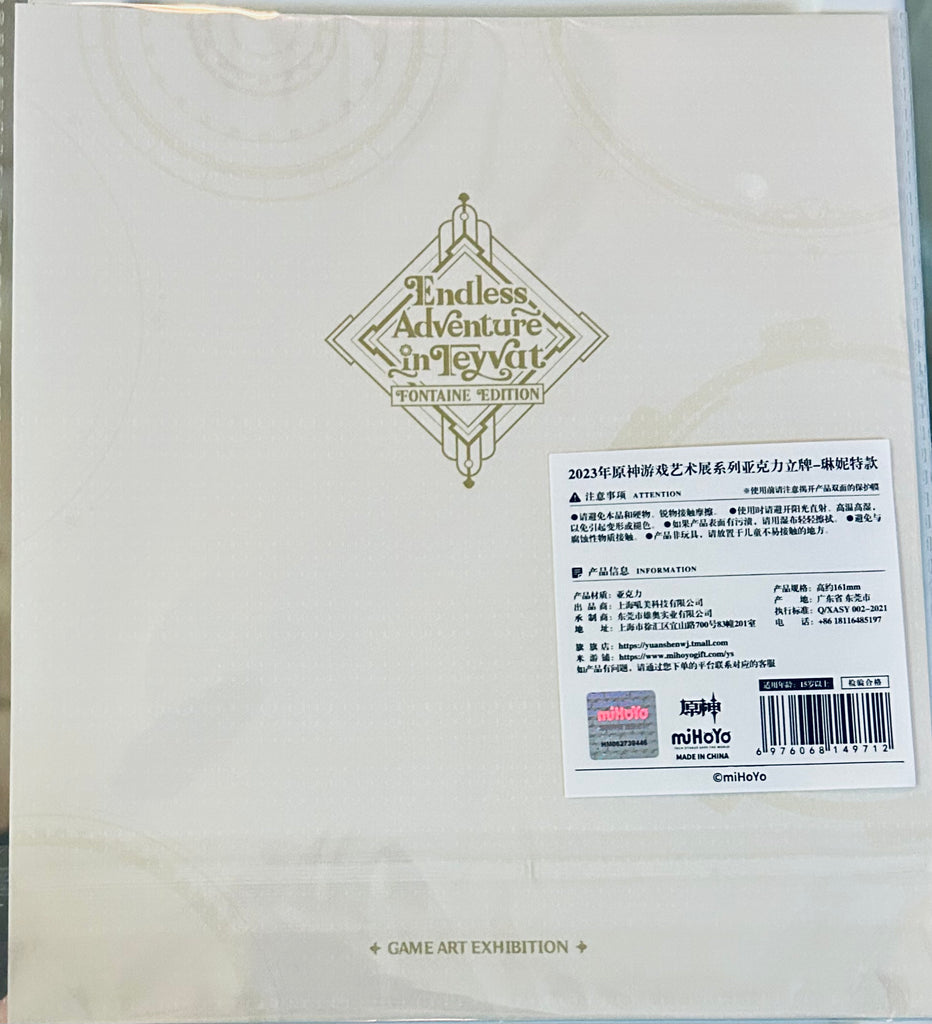 Endless
Adventure
in Teyvat
FONTAINE EDITION
2023年原神游戏艺术展系列亚克力立牌-琳妮特款
注意事项 ATTENTION ※使用前请注意揭开产品双面的保护膜
●请避免本品和硬物、锐物接触摩擦。 ●使用时请避开阳光直射、高温高湿，
以免引起变形或褪色。 ●如果产品表面有污渍，请用湿布轻轻擦拭。 ●避免与
腐蚀性物质接触。 ●产品非玩具，请放置于儿童不易接触的地方。
产品信息 INFORMATION
产品材质：亚克力
出品商：上海吼美科技有限公司
承制商：东莞市雄奥实业有限公司
地址：上海市徐汇区宜山路700号83幢201室
产品规格：高约161mm
产地：广东省 东莞市
执行标准：Q/XASY 002-2021
电话：+86 18116485197
旗舰店：https://yuanshenwj.tmall.com
米游铺：https://www.mihoyogift.com/ys
如产品有问题，请通过您下单的平台联系对应的客服
适用年龄：15岁以上 检验合格
miHoYo
HM062739446
原神
miHoYo
TECH OTAKUS SAVE THE WORLD
MADE IN CHINA
6 976068 149712
©miHoYo
GAME ART EXHIBITION